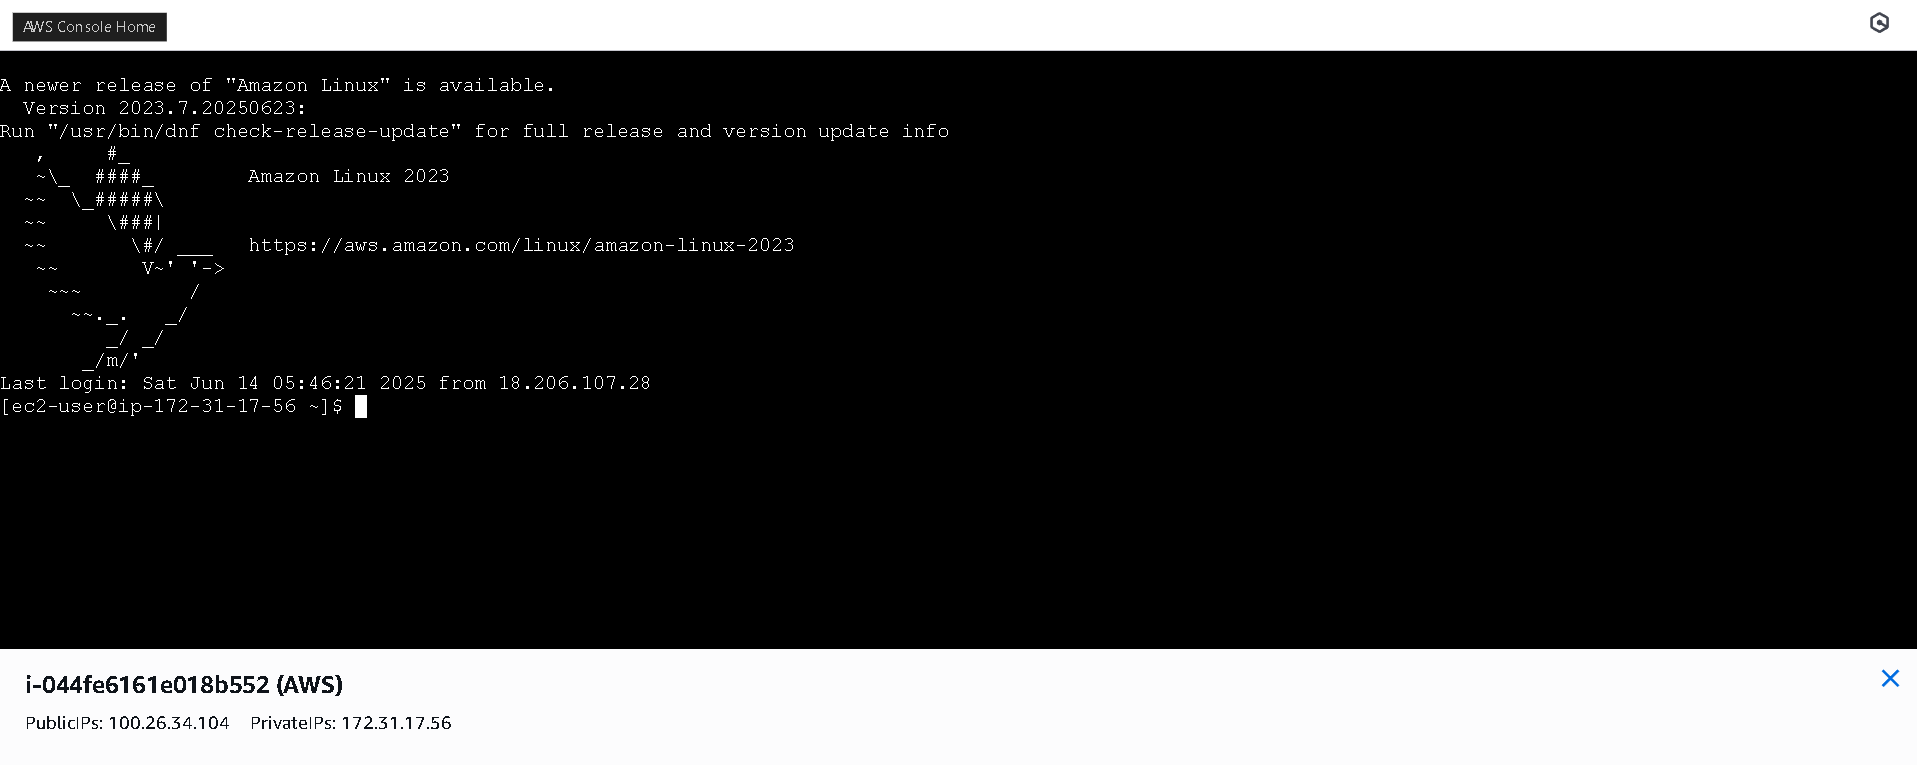 AWS Console Home
A newer release of "Amazon Linux" is available.
  Version 2023.7.20250623:
Run "/usr/bin/dnf check-release-update" for full release and version update info
   ,     #_
   ~\_  ####_        Amazon Linux 2023
  ~~  \_#####\
  ~~     \###|
  ~~       \#/ ___   https://aws.amazon.com/linux/amazon-linux-2023
   ~~       V~' '->
    ~~~         /
      ~~._.   _/
         _/ _/
       _/m/'
Last login: Sat Jun 14 05:46:21 2025 from 18.206.107.28
[ec2-user@ip-172-31-17-56 ~]$
i-044fe6161e018b552 (AWS)
PublicIPs: 100.26.34.104    PrivateIPs: 172.31.17.56